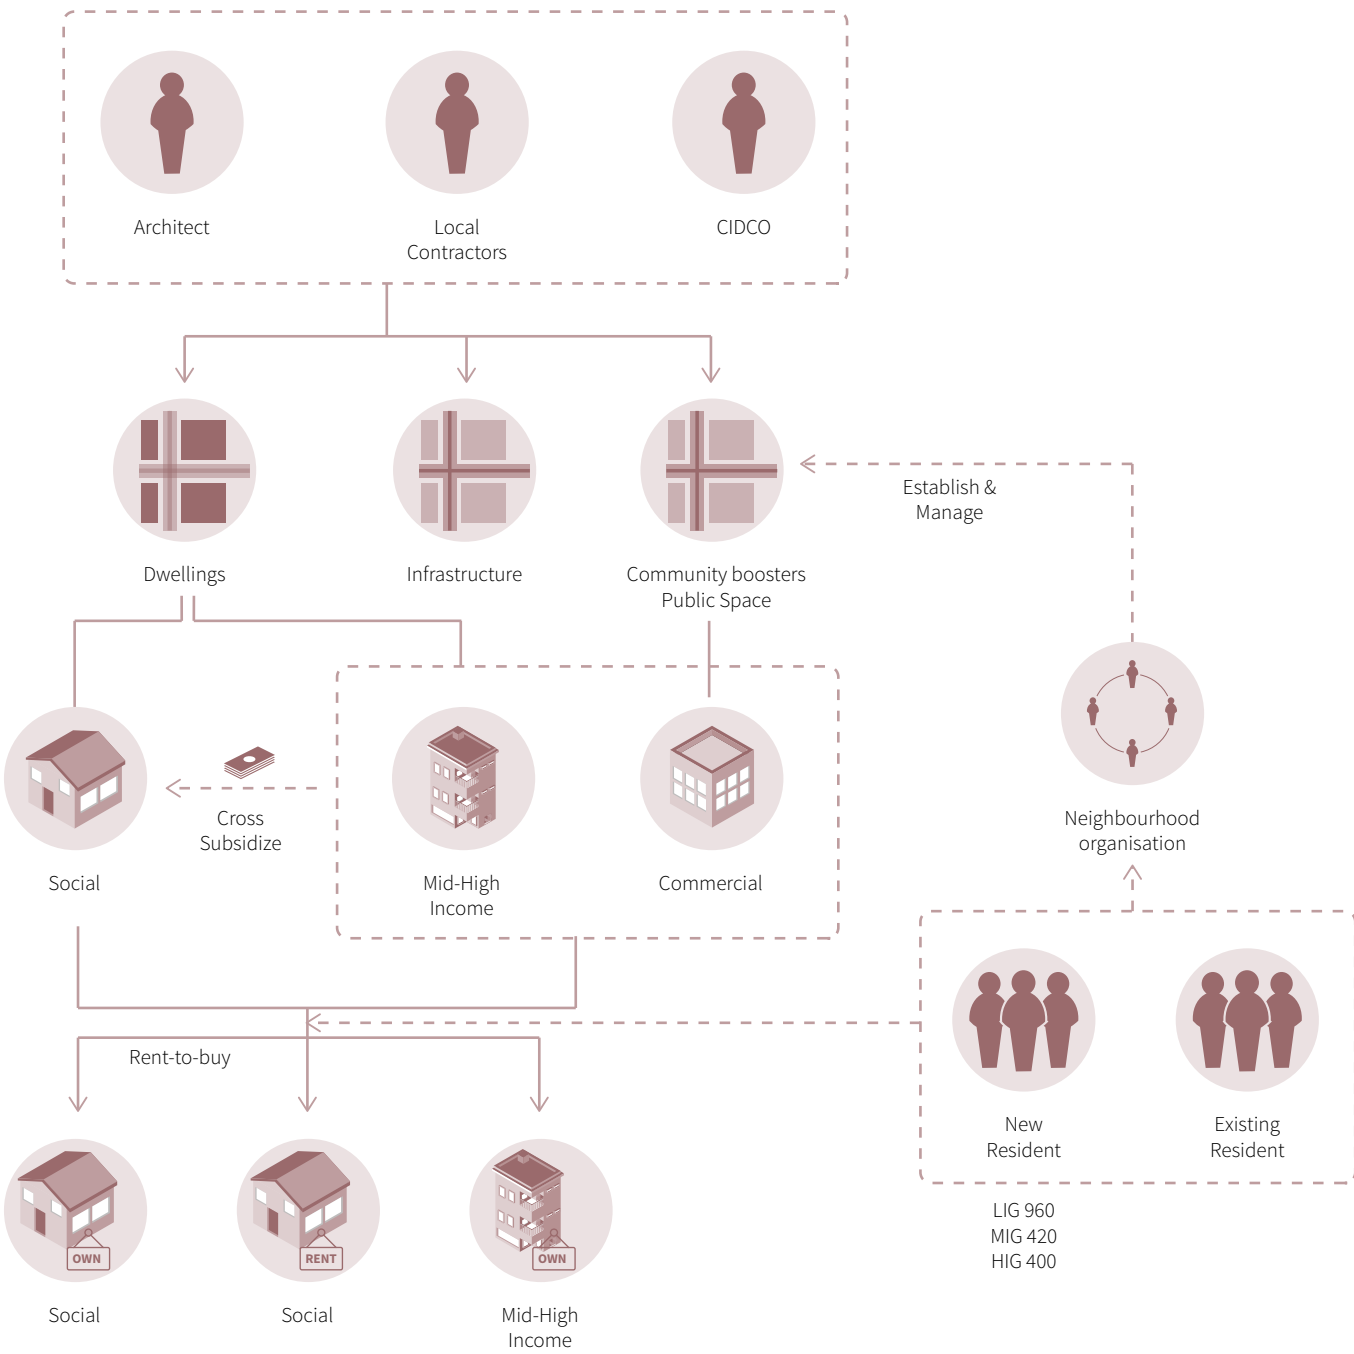 Architect
Local
Contractors
CIDCO
Establish &
Manage
Dwellings
Infrastructure
Community boosters
Public Space
Cross
Subsidize
Neighbourhood
organisation
Social
Mid-High
Income
Commercial
Rent-to-buy
New
Resident
Existing
Resident
LIG 960
MIG 420
HIG 400
OWN
RENT
OWN
Social
Social
Mid-High
Income